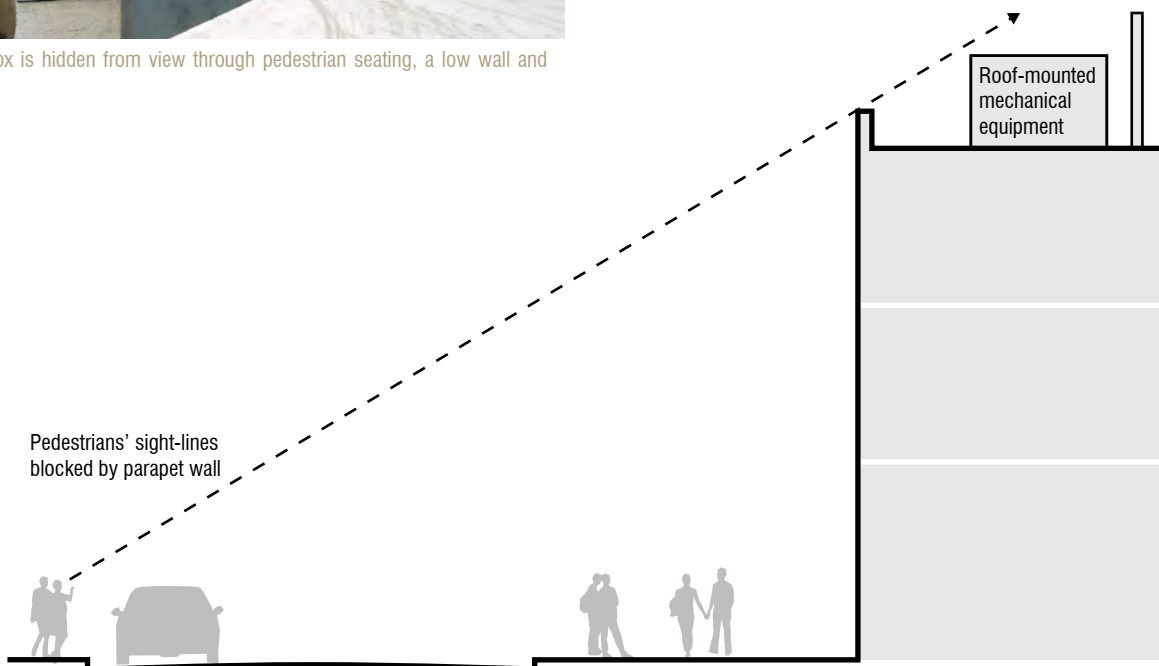 is hidden from view through pedestrian seating, a low wall and
Roof-mounted
mechanical
equipment
Pedestrians’ sight-lines
blocked by parapet wall